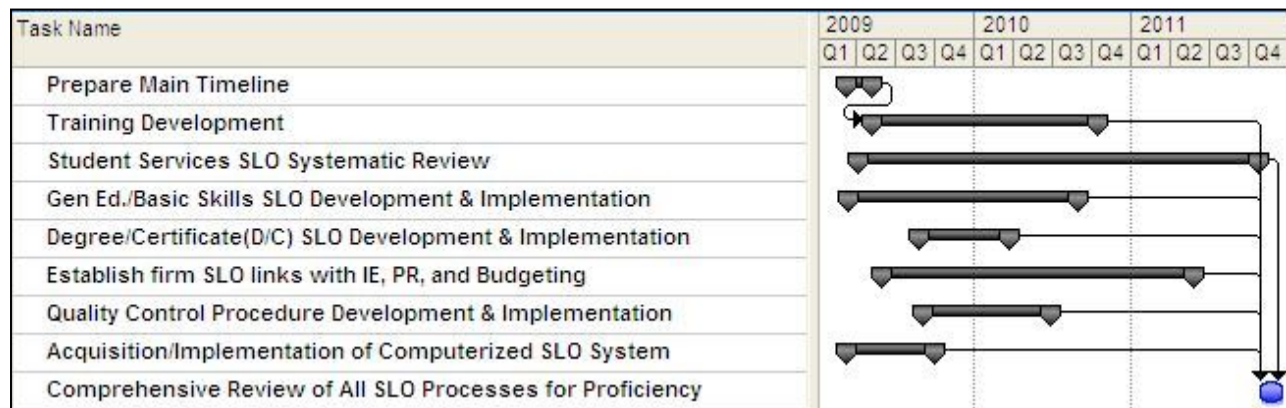 Task Name
2009 2010 2011
Q1 Q2 Q3 Q4 Q1 Q2 Q3 Q4 Q1 Q2 Q3 Q4
Prepare Main Timeline
Training Development
Student Services SLO Systematic Review
Gen Ed./Basic Skills SLO Development & Implementation
Degree/Certificate(D/C) SLO Development & Implementation
Establish firm SLO links with IE, PR, and Budgeting
Quality Control Procedure Development & Implementation
Acquisition/Implementation of Computerized SLO System
Comprehensive Review of All SLO Processes for Proficiency